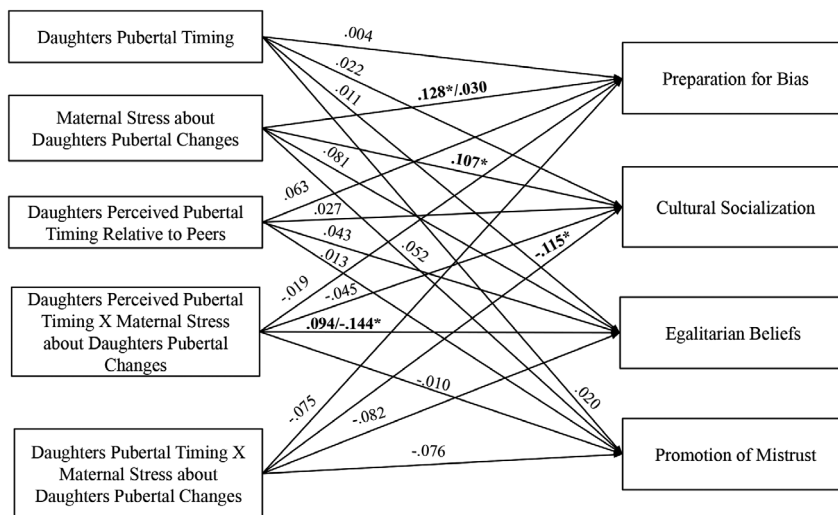 Daughters Pubertal Timing
Maternal Stress about
Daughters Pubertal Changes
Daughters Perceived Pubertal
Timing Relative to Peers
Daughters Perceived Pubertal
Timing X Maternal Stress
about Daughters Pubertal
Changes
Daughters Pubertal Timing X
Maternal Stress about
Daughters Pubertal Changes
.004
.022
.011
.128*/.030
.081
.107*
.063
.027
.043
.013
.052
-.115*
-.019
-.045
.094/-.144*
-.010
.020
-.075
-.082
-.076
Preparation for Bias
Cultural Socialization
Egalitarian Beliefs
Promotion of Mistrust